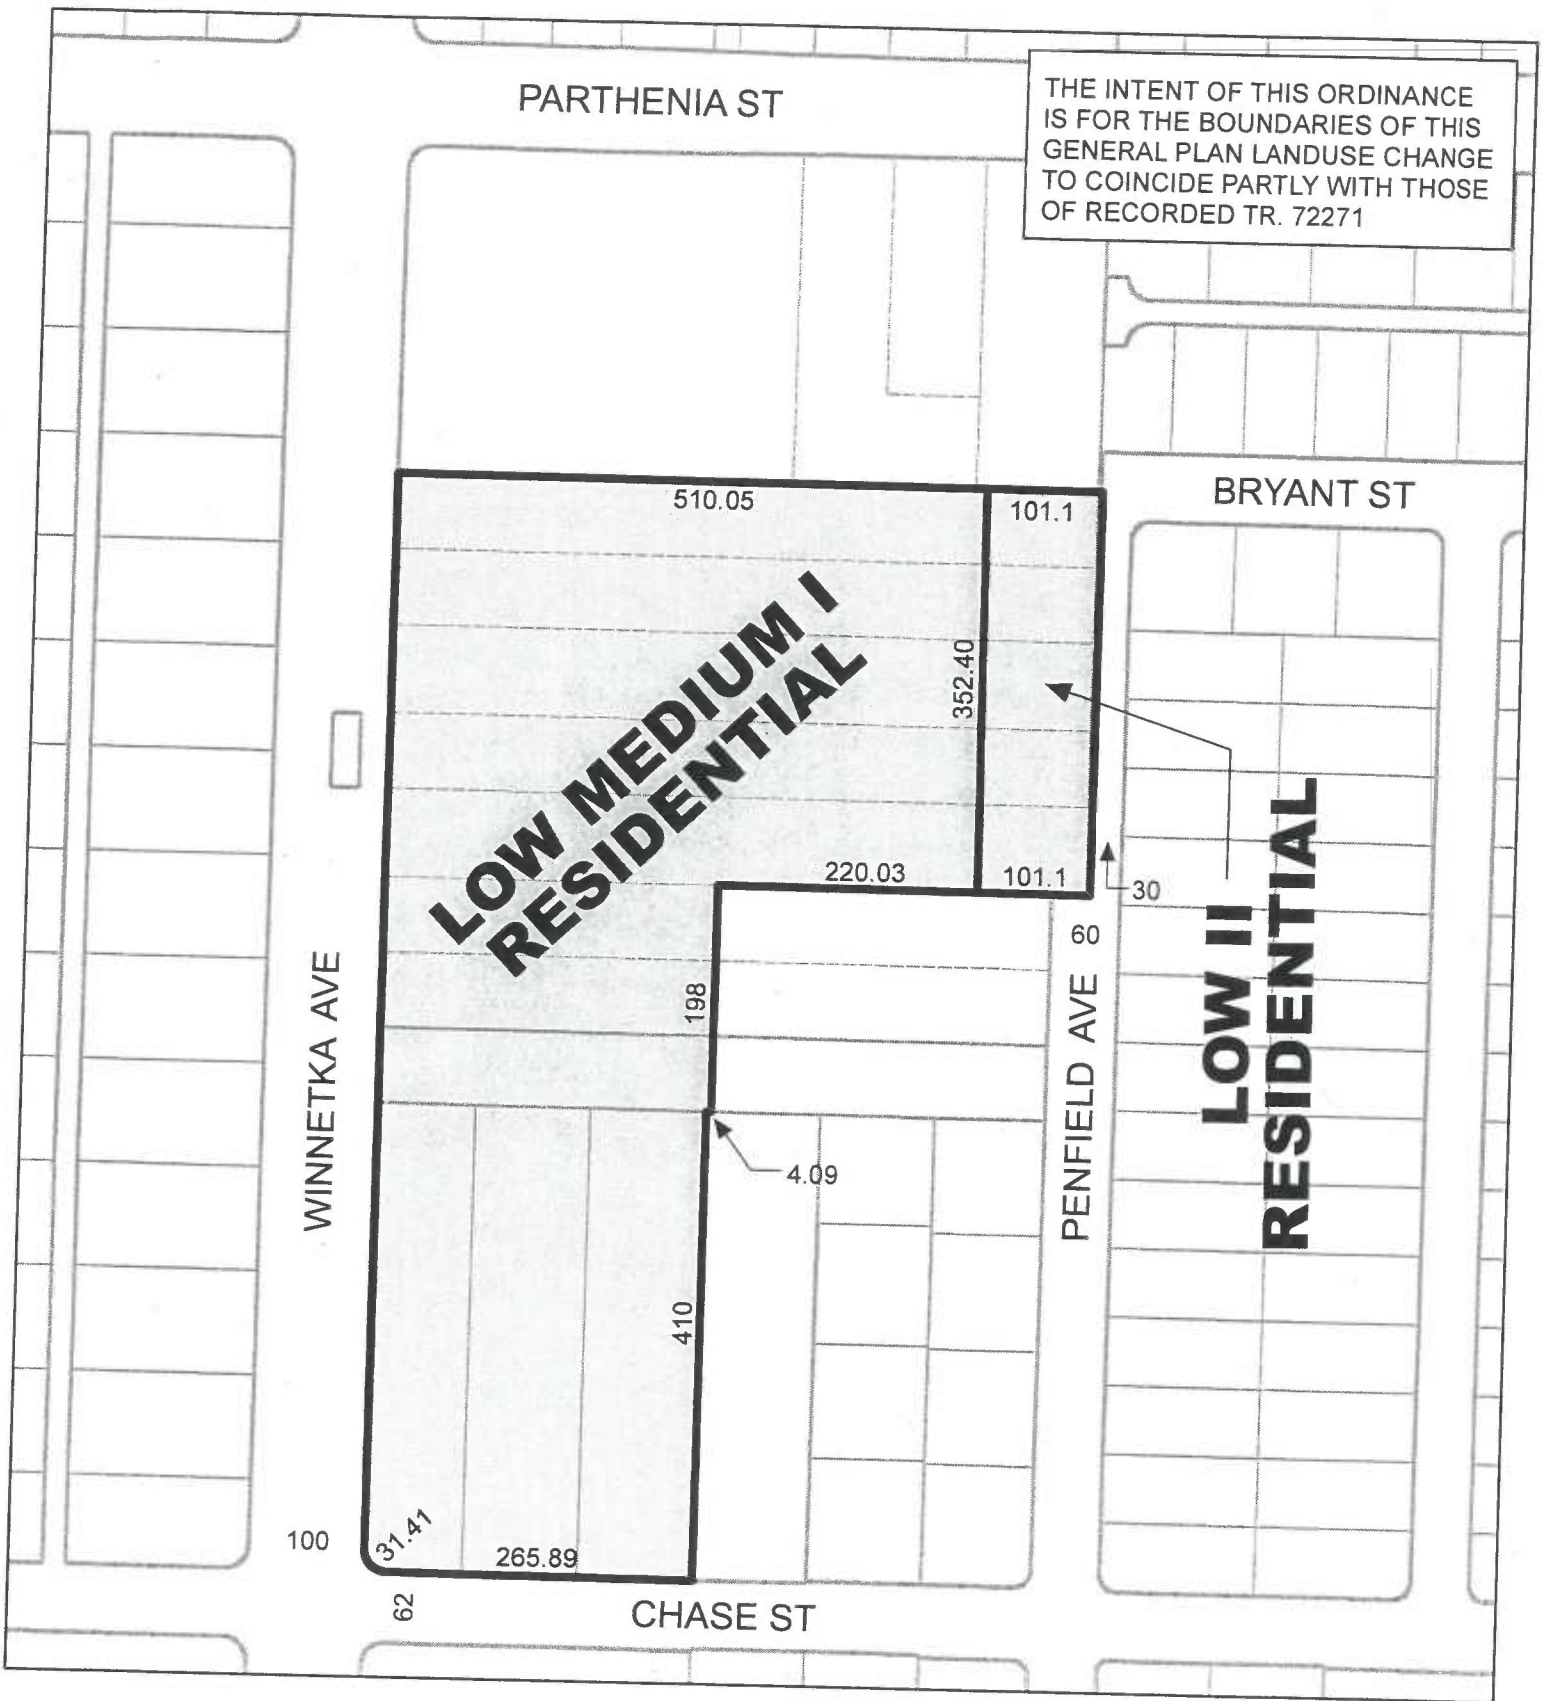 PARTHENIA ST
THE INTENT OF THIS ORDINANCE
IS FOR THE BOUNDARIES OF THIS
GENERAL PLAN LANDUSE CHANGE
TO COINCIDE PARTLY WITH THOSE
OF RECORDED TR. 72271
510.05
101.1
BRYANT ST
LOW MEDIUM I
RESIDENTIAL
352.40
220.03
101.1
30
60
LOW II
RESIDENTIAL
198
WINNETKA AVE
PENFIELD AVE
4.09
410
100
31.41
265.89
62
CHASE ST